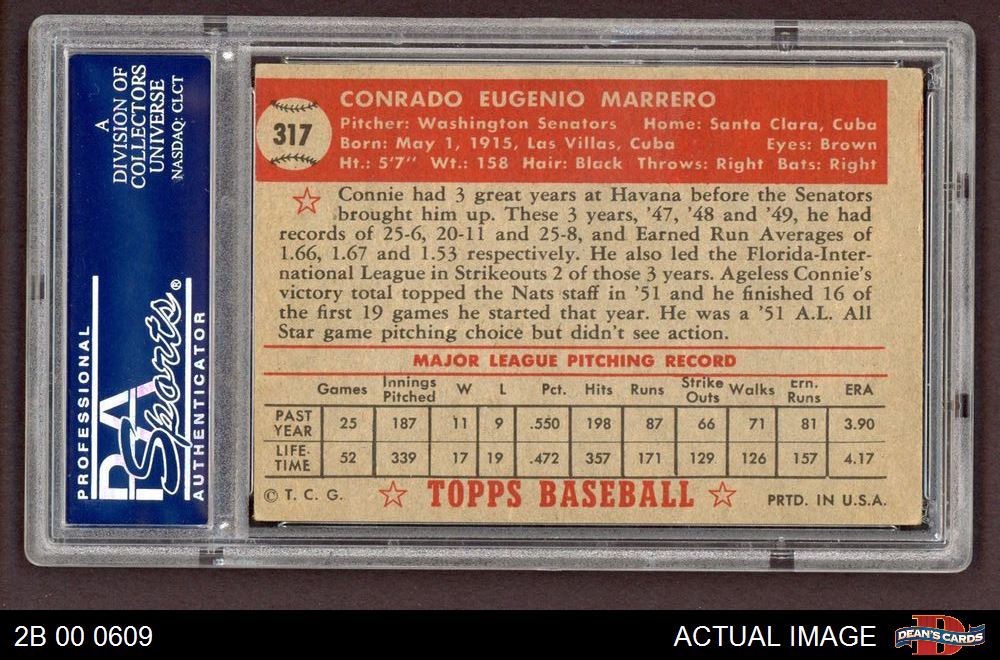 A
DIVISION OF
COLLECTORS
UNIVERSE
NASDAQ: CLCT
PROFESSIONAL
PSA
Sports®
AUTHENTICATOR
317
CONRADO EUGENIO MARRERO
Pitcher: Washington Senators Home: Santa Clara, Cuba
Born: May 1, 1915, Las Villas, Cuba Eyes: Brown
Ht.: 5'7" Wt.: 158 Hair: Black Throws: Right Bats: Right
Connie had 3 great years at Havana before the Senators
brought him up. These 3 years, '47, '48 and '49, he had
records of 25-6, 20-11 and 25-8, and Earned Run Averages of
1.66, 1.67 and 1.53 respectively. He also led the Florida-Inter-
national League in Strikeouts 2 of those 3 years. Ageless Connie's
victory total topped the Nats staff in '51 and he finished 16 of
the first 19 games he started that year. He was a '51 A.L. All
Star game pitching choice but didn't see action.
MAJOR LEAGUE PITCHING RECORD
Games Innings Pitched W L Pct. Hits Runs Strike Outs Walks Ern. Runs ERA
PAST YEAR 25 187 11 9 .550 198 87 66 71 81 3.90
LIFE-TIME 52 339 17 19 .472 357 171 129 126 157 4.17
© T. C. G. TOPPS BASEBALL PRTD. IN U.S.A.
2B 00 0609 ACTUAL IMAGE DEAN'S CARDS